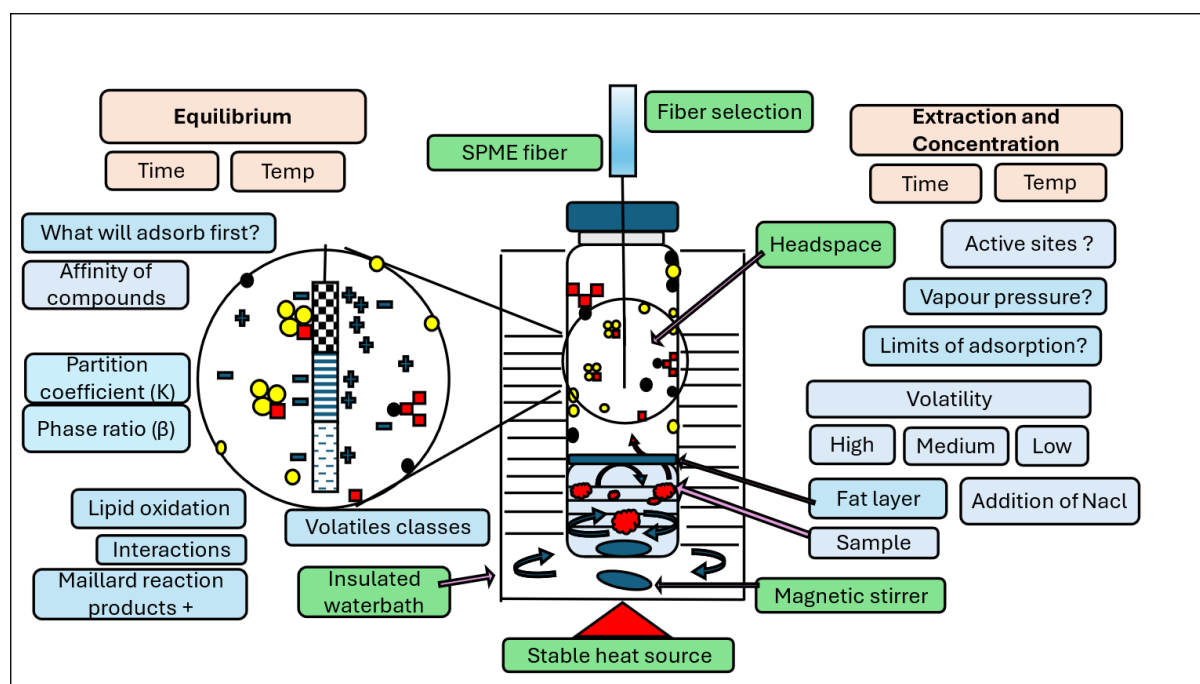 Equilibrium
Time
Temp
What will adsorb first?
Affinity of
compounds
Partition
coefficient (K)
Phase ratio (β)
Lipid oxidation
Interactions
Maillard reaction
products +
Volatiles classes
Insulated
waterbath
SPME fiber
Fiber selection
Headspace
Extraction and
Concentration
Time
Temp
Active sites ?
Vapour pressure?
Limits of adsorption?
Volatility
High
Medium
Low
Fat layer
Addition of Nacl
Sample
Magnetic stirrer
Stable heat source